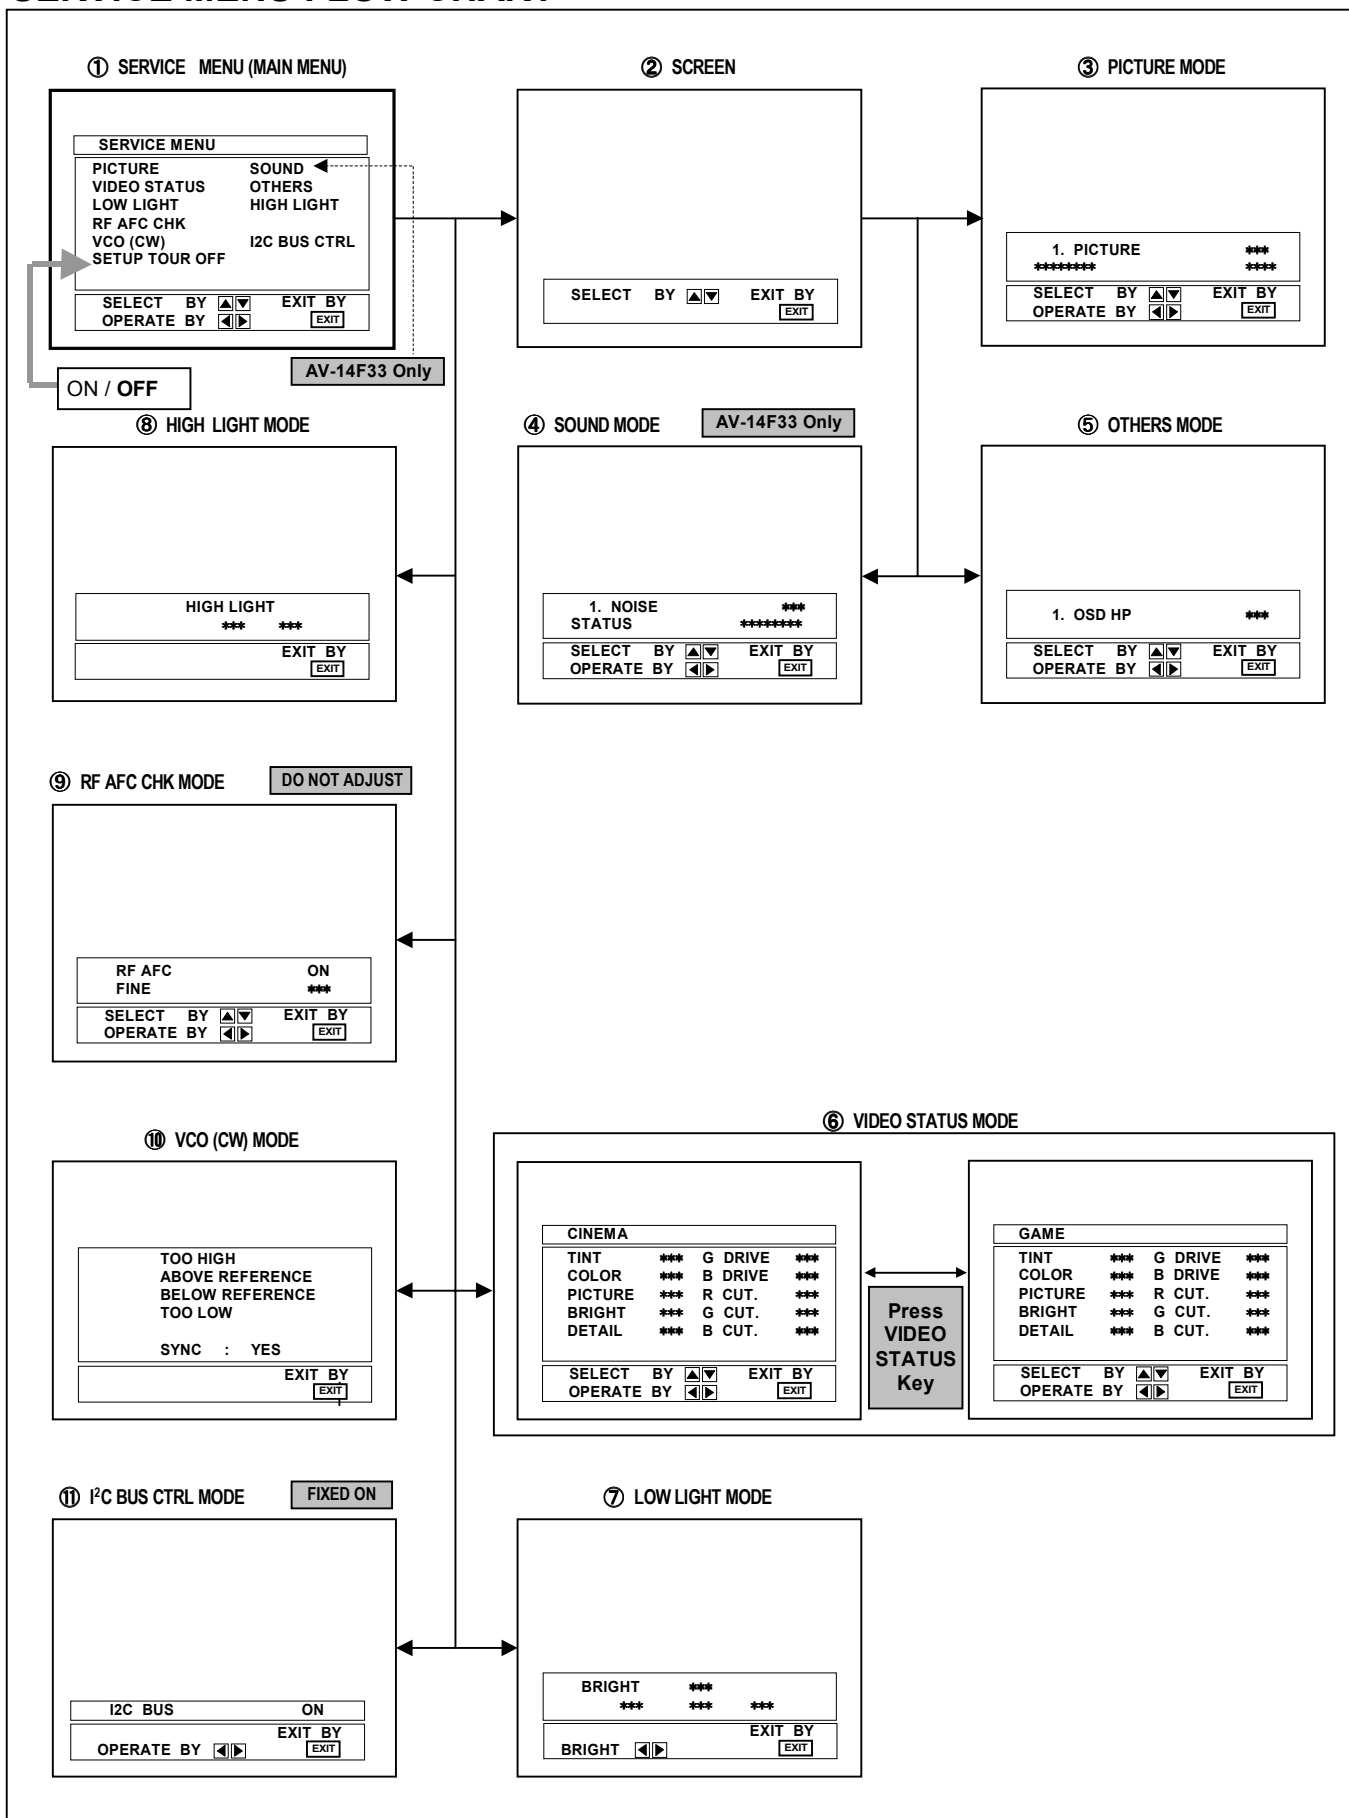 ① SERVICE MENU (MAIN MENU)
SERVICE MENU
PICTURE SOUND
VIDEO STATUS OTHERS
LOW LIGHT HIGH LIGHT
RF AFC CHK
VCO (CW) I2C BUS CTRL
SETUP TOUR OFF
SELECT BY ▲▼ EXIT BY
OPERATE BY ◀▶ EXIT
ON / OFF
AV-14F33 Only
② SCREEN
SELECT BY ▲▼ EXIT BY
EXIT
③ PICTURE MODE
1. PICTURE ***
******** ****
SELECT BY ▲▼ EXIT BY
OPERATE BY ◀▶ EXIT
⑧ HIGH LIGHT MODE
HIGH LIGHT
*** ***
EXIT BY
EXIT
④ SOUND MODE
AV-14F33 Only
1. NOISE ***
STATUS ********
SELECT BY ▲▼ EXIT BY
OPERATE BY ◀▶ EXIT
⑤ OTHERS MODE
1. OSD HP ***
SELECT BY ▲▼ EXIT BY
OPERATE BY ◀▶ EXIT
⑨ RF AFC CHK MODE
DO NOT ADJUST
RF AFC ON
FINE ***
SELECT BY ▲▼ EXIT BY
OPERATE BY ◀▶ EXIT
⑩ VCO (CW) MODE
TOO HIGH
ABOVE REFERENCE
BELOW REFERENCE
TOO LOW
SYNC : YES
EXIT BY
EXIT
⑥ VIDEO STATUS MODE
CINEMA
TINT *** G DRIVE ***
COLOR *** B DRIVE ***
PICTURE *** R CUT. ***
BRIGHT *** G CUT. ***
DETAIL *** B CUT. ***
SELECT BY ▲▼ EXIT BY
OPERATE BY ◀▶ EXIT
Press
VIDEO
STATUS
Key
GAME
TINT *** G DRIVE ***
COLOR *** B DRIVE ***
PICTURE *** R CUT. ***
BRIGHT *** G CUT. ***
DETAIL *** B CUT. ***
SELECT BY ▲▼ EXIT BY
OPERATE BY ◀▶ EXIT
⑪ I²C BUS CTRL MODE
FIXED ON
I2C BUS ON
EXIT BY
OPERATE BY ◀▶ EXIT
⑦ LOW LIGHT MODE
BRIGHT ***
*** *** ***
EXIT BY
BRIGHT ◀▶ EXIT